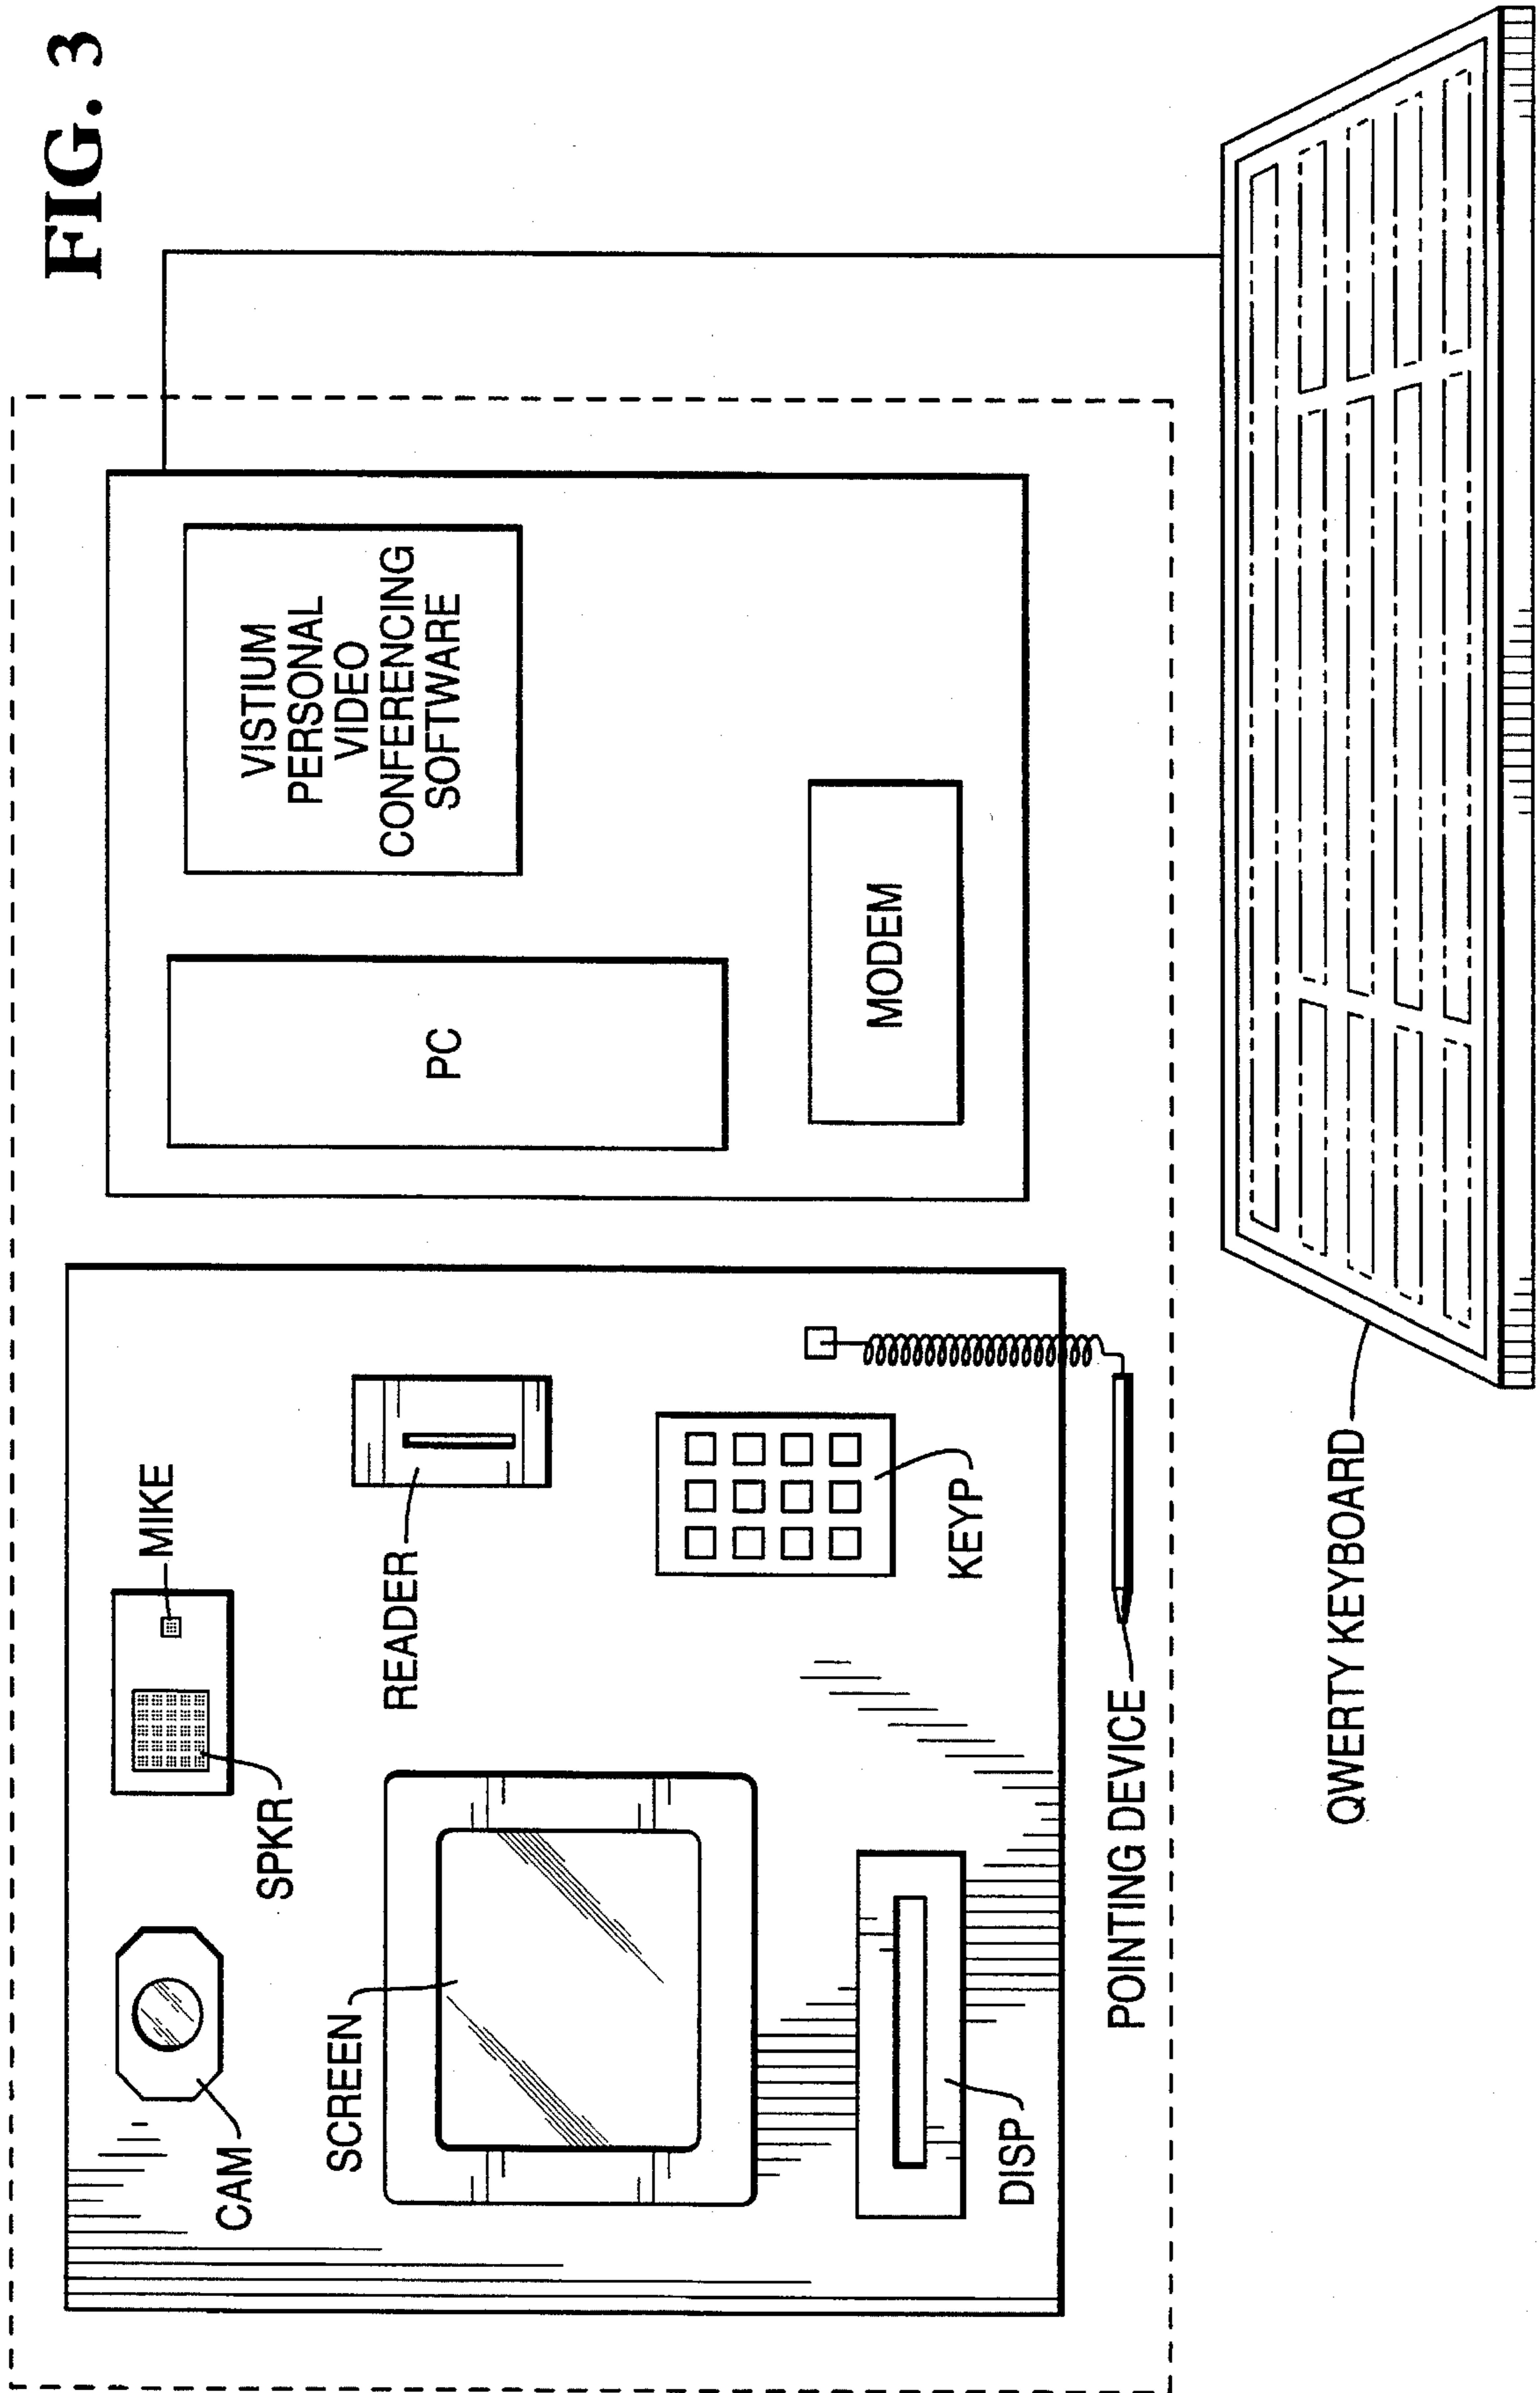 FIG. 3
CAM
SPKR
MIKE
SCREEN
READER
DISP
KEYP
POINTING DEVICE
PC
VISTIUM
PERSONAL
VIDEO
CONFERENCING
SOFTWARE
MODEM
QWERTY KEYBOARD